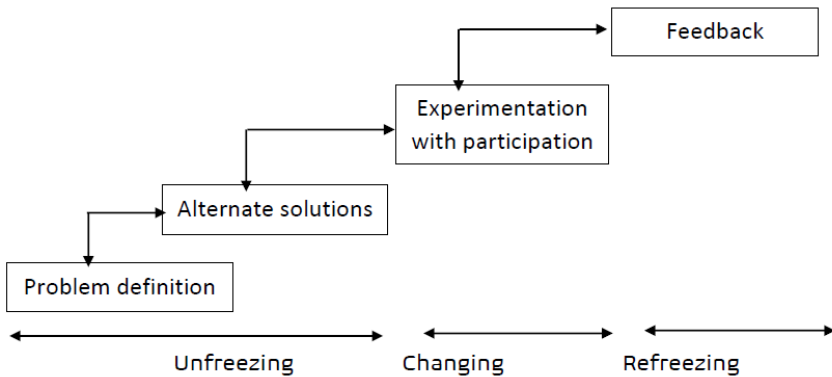 Feedback
Experimentation
with participation
Alternate solutions
Problem definition
Unfreezing Changing Refreezing